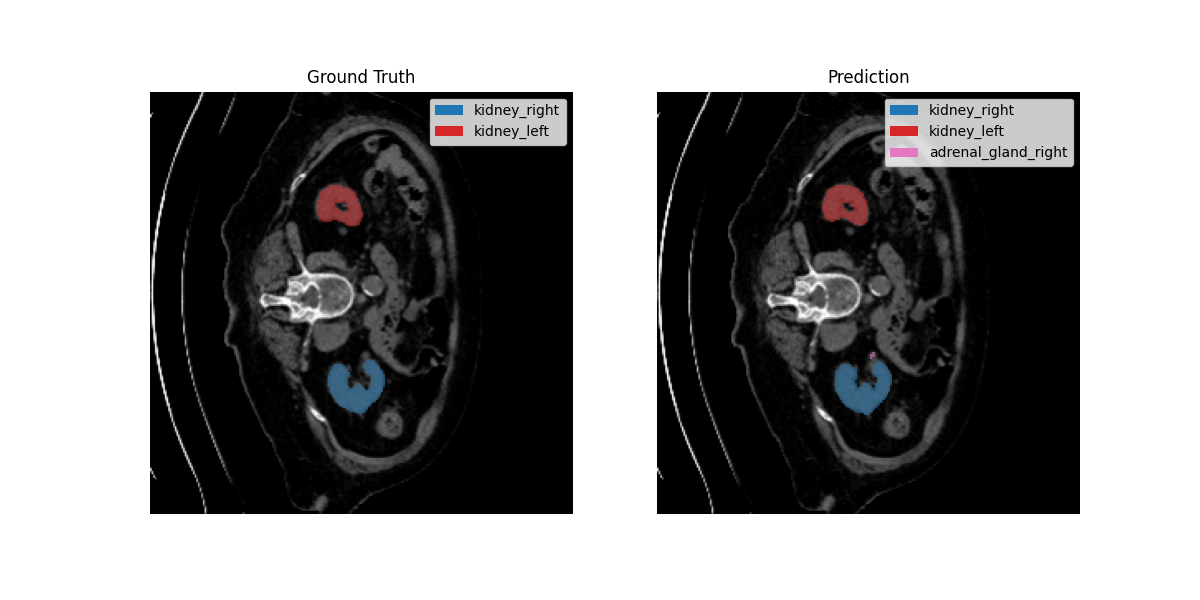 Ground Truth
kidney_right
kidney_left
Prediction
kidney_right
kidney_left
adrenal_gland_right